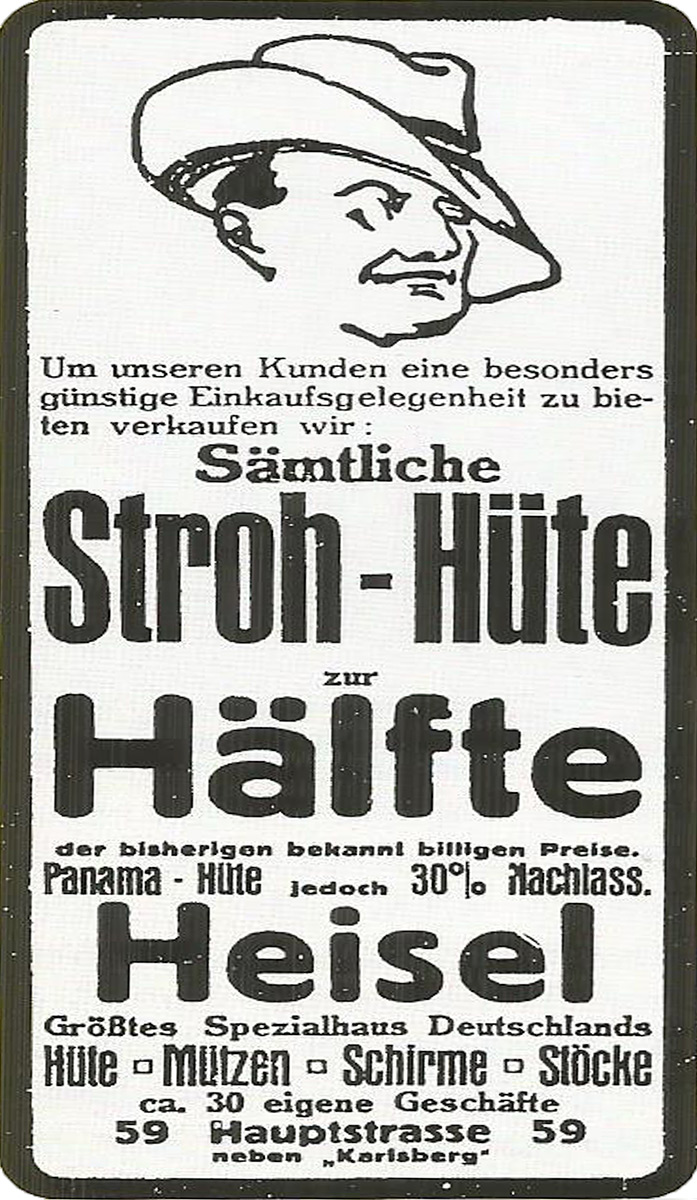 Um unseren Kunden eine besonders
günstige Einkaufsgelegenheit zu bie-
ten verkaufen wir:
Sämtliche
Stroh-Hüte
zur
Hälfte
der bisherigen bekannt billigen Preise.
Panama-Hüte jedoch 30% Nachlass.
Heisel
Größtes Spezialhaus Deutschlands
Hüte ▫ Mützen ▫ Schirme ▫ Stöcke
ca. 30 eigene Geschäfte
59 Hauptstrasse 59
neben „Karlsberg"